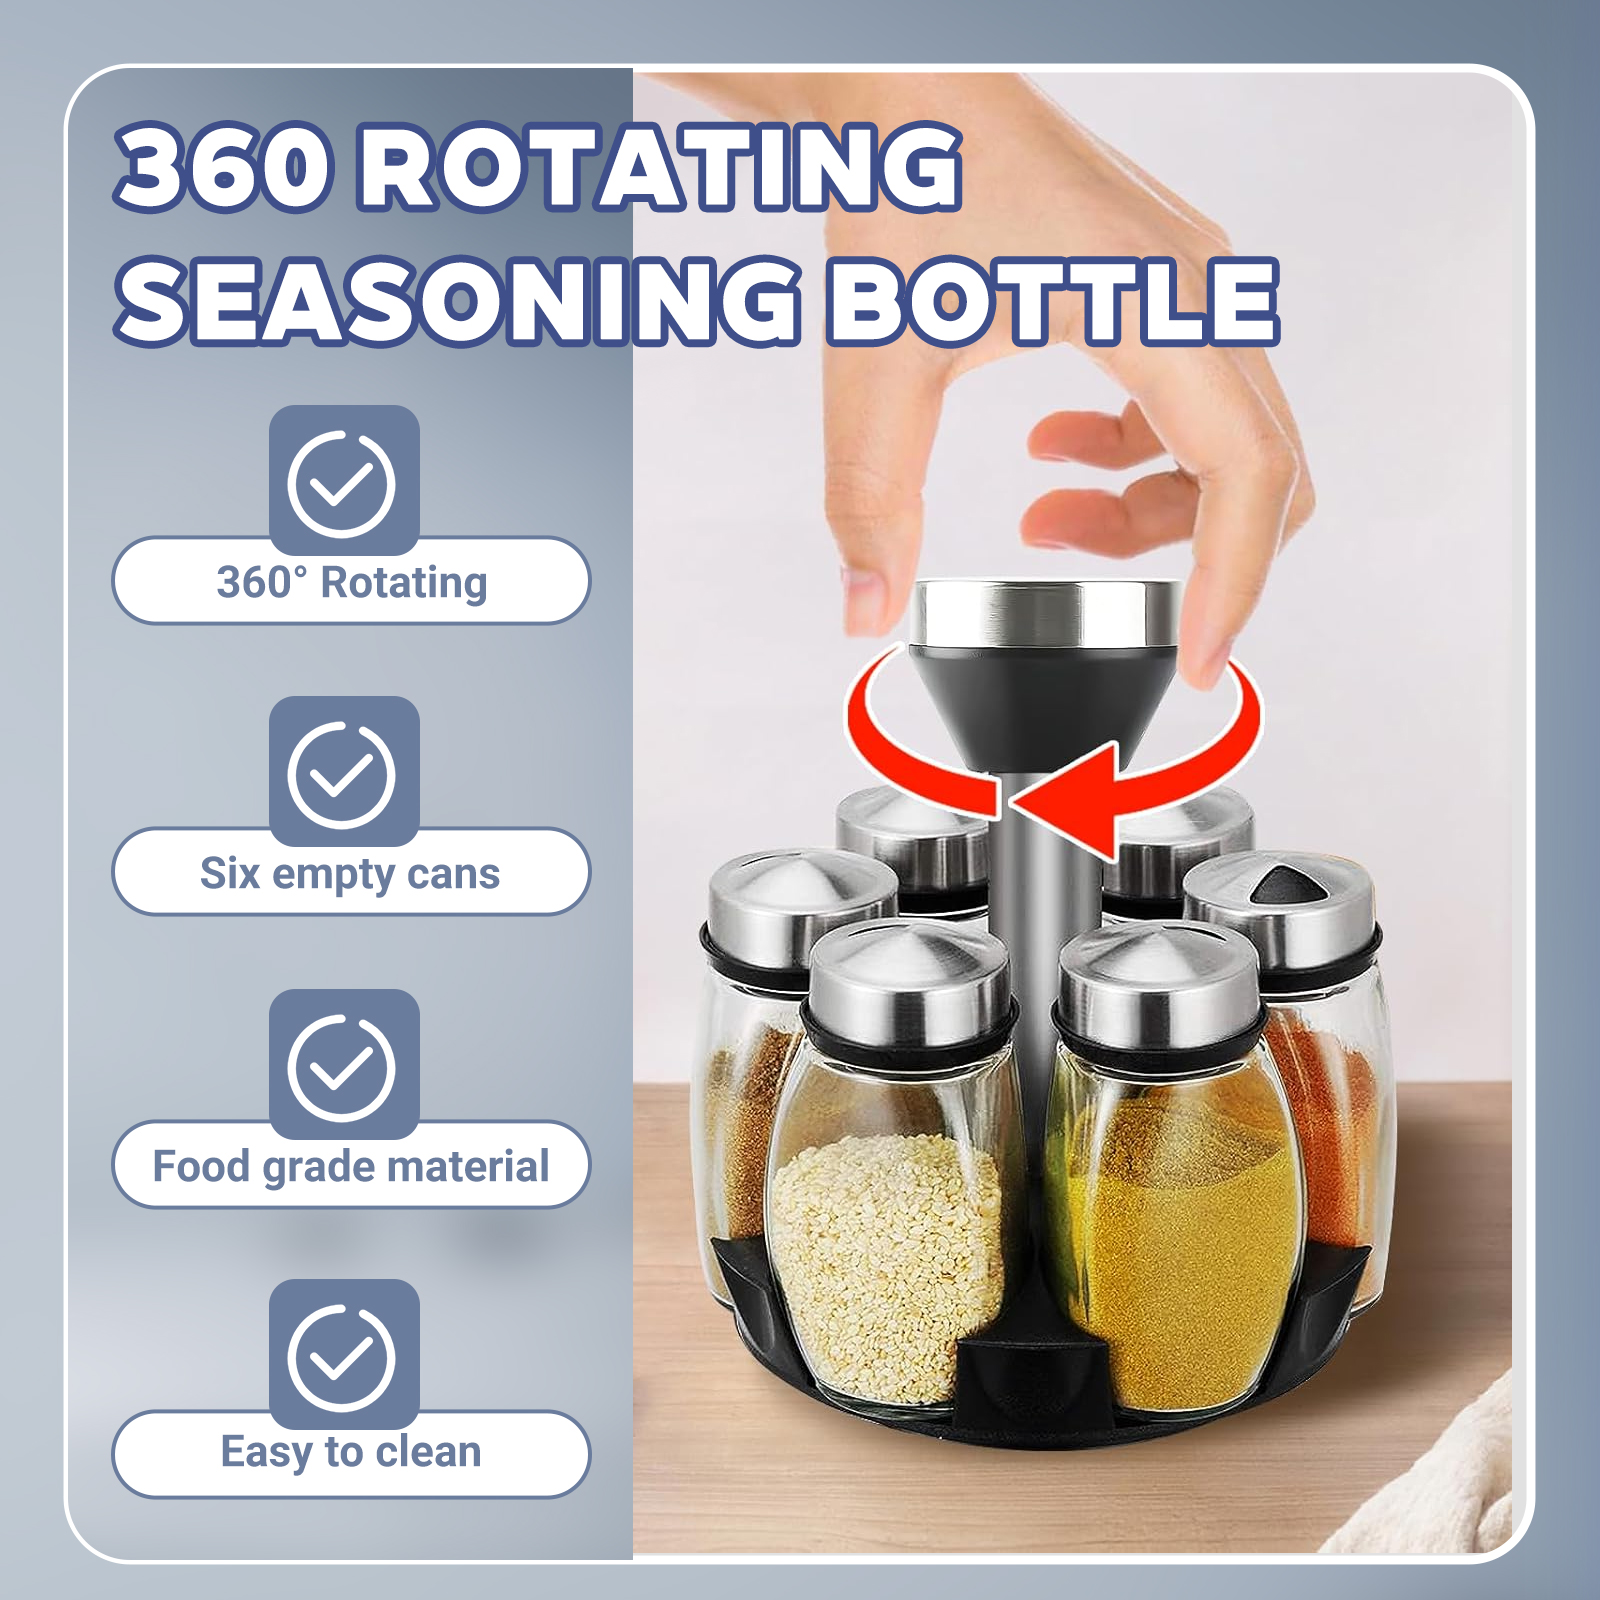 360 ROTATING
SEASONING BOTTLE
360° Rotating
Six empty cans
Food grade material
Easy to clean